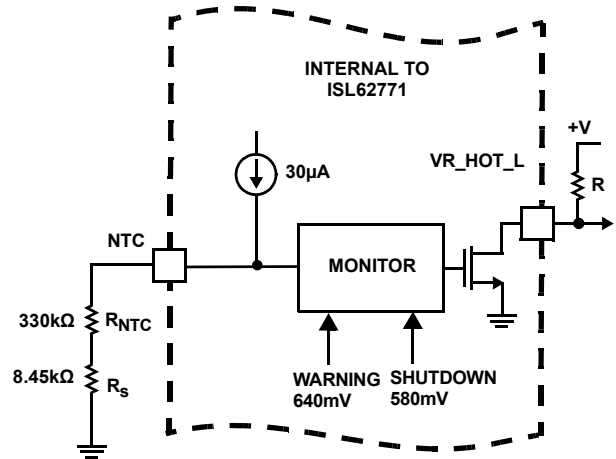 INTERNAL TO
ISL62771
+V
VR_HOT_L
R
30µA
NTC
MONITOR
330kΩ
RNTC
8.45kΩ
Rs
WARNING
640mV
SHUTDOWN
580mV